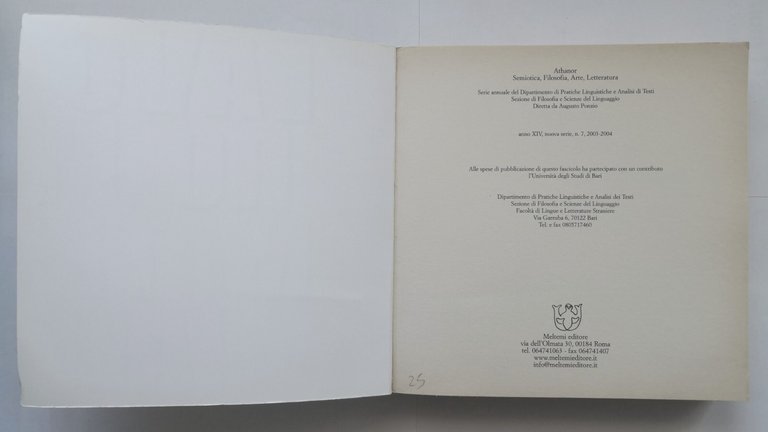 Athanor
Semiotica, Filosofia, Arte, Letteratura
Serie annuale del Dipartimento di Pratiche Linguistiche e Analisi di Testi
Sezione di Filosofia e Scienze del Linguaggio
Diretta da Augusto Ponzio
anno XIV, nuova serie, n. 7, 2003-2004
Alle spese di pubblicazione di questo fascicolo ha partecipato con un contributo
l'Università degli Studi di Bari
Dipartimento di Pratiche Linguistiche e Analisi dei Testi
Sezione di Filosofia e Scienze del Linguaggio
Facoltà di Lingue e Letterature Straniere
Via Garruba 6, 70122 Bari
Tel. e fax 0805717460
Meltemi editore
via dell'Olmata 30, 00184 Roma
tel. 064741063 - fax 064741407
www.meltemieditore.it
info@meltemieditore.it
25